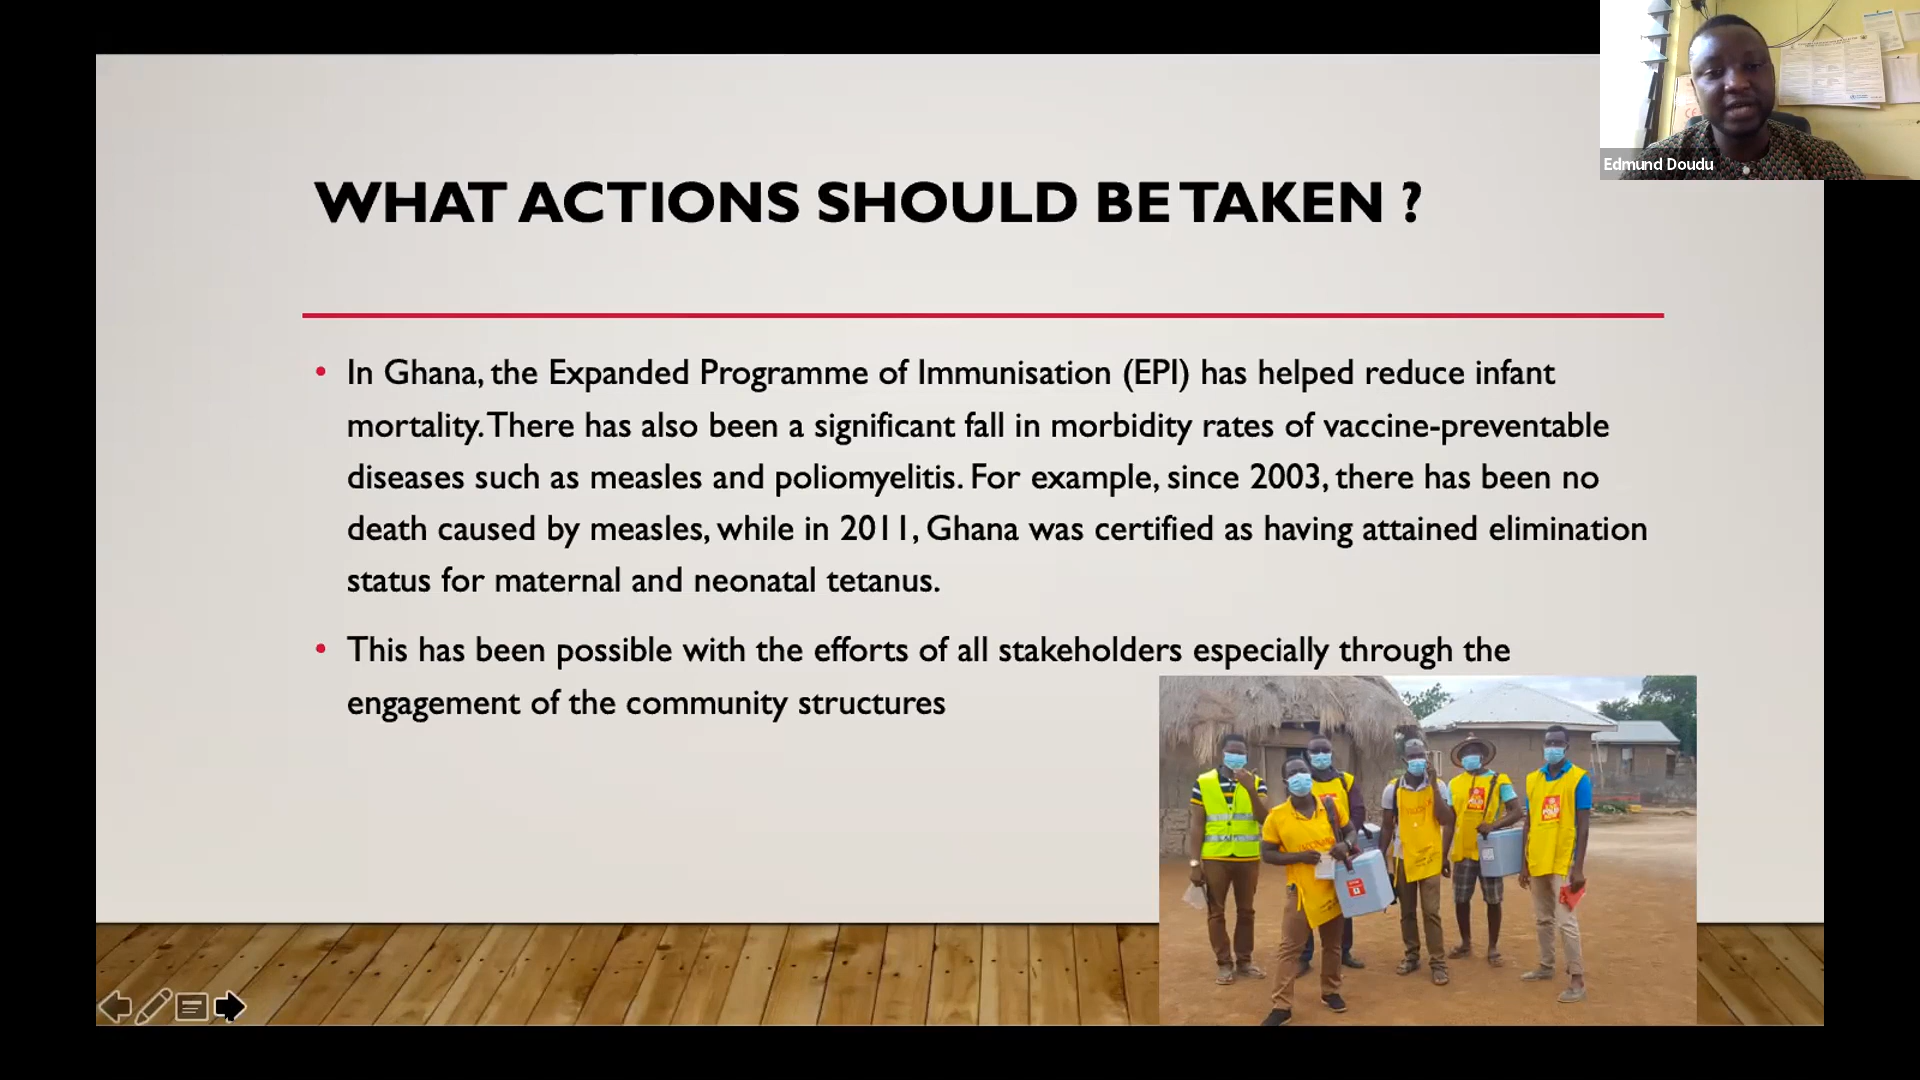 Edmund Doudu
WHAT ACTIONS SHOULD BE TAKEN ?
• In Ghana, the Expanded Programme of Immunisation (EPI) has helped reduce infant
mortality. There has also been a significant fall in morbidity rates of vaccine-preventable
diseases such as measles and poliomyelitis. For example, since 2003, there has been no
death caused by measles, while in 2011, Ghana was certified as having attained elimination
status for maternal and neonatal tetanus.
• This has been possible with the efforts of all stakeholders especially through the
engagement of the community structures